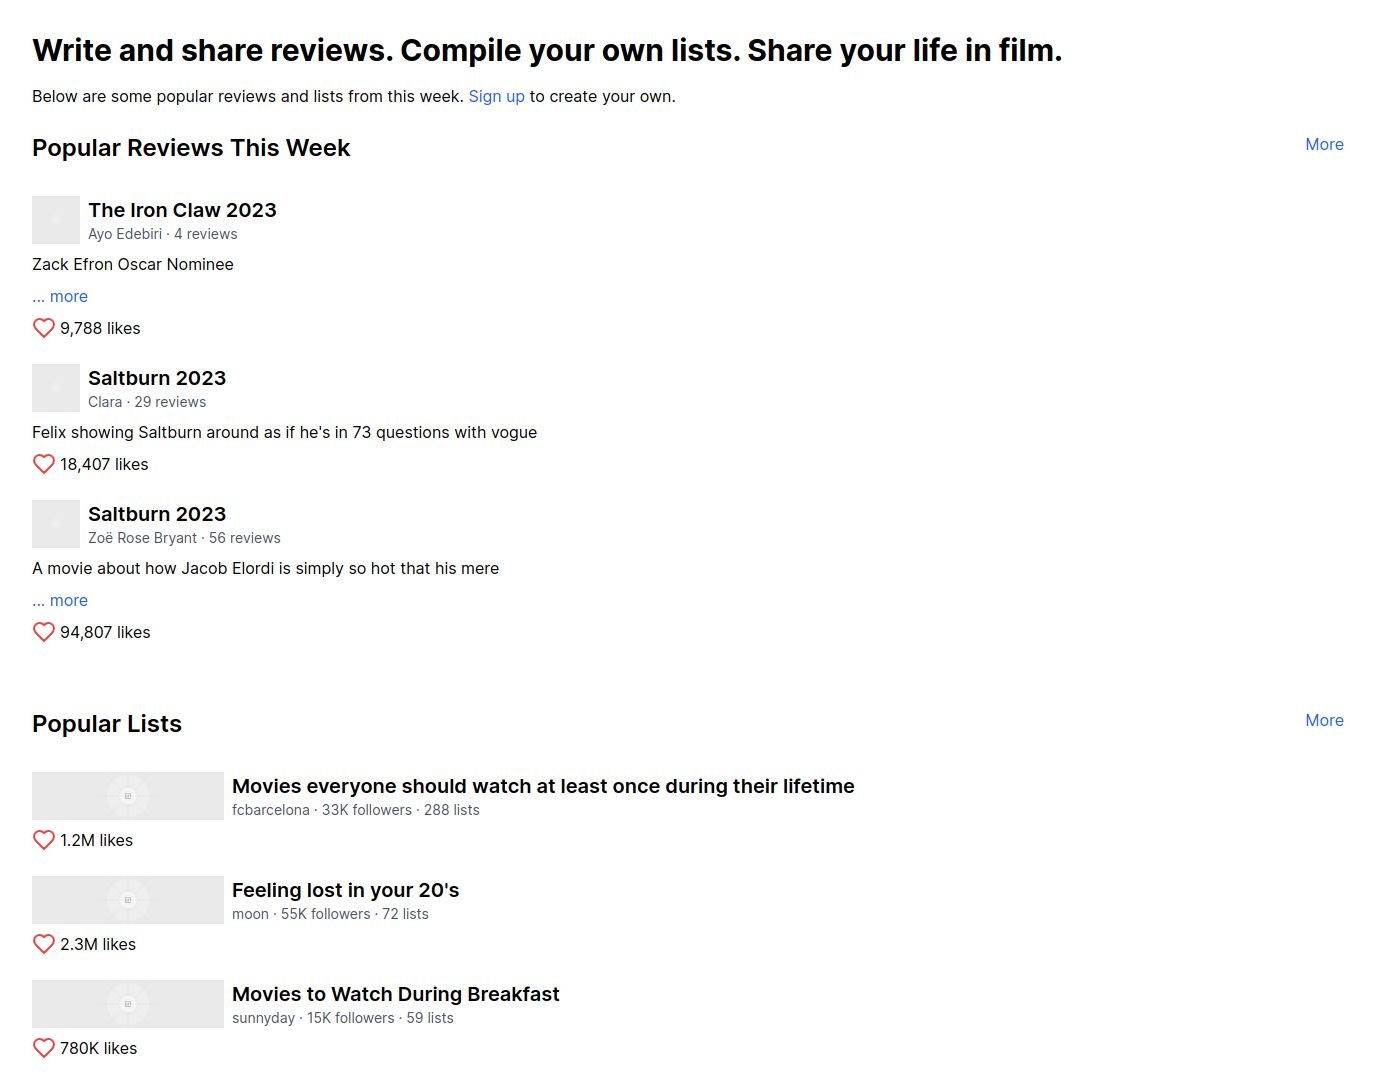 Write and share reviews. Compile your own lists. Share your life in film.
Below are some popular reviews and lists from this week. Sign up to create your own.
Popular Reviews This Week
More
The Iron Claw 2023
Ayo Edebiri · 4 reviews
Zack Efron Oscar Nominee
... more
9,788 likes
Saltburn 2023
Clara · 29 reviews
Felix showing Saltburn around as if he's in 73 questions with vogue
18,407 likes
Saltburn 2023
Zoë Rose Bryant · 56 reviews
A movie about how Jacob Elordi is simply so hot that his mere
... more
94,807 likes
Popular Lists
More
Movies everyone should watch at least once during their lifetime
fcbarcelona · 33K followers · 288 lists
1.2M likes
Feeling lost in your 20's
moon · 55K followers · 72 lists
2.3M likes
Movies to Watch During Breakfast
sunnyday · 15K followers · 59 lists
780K likes